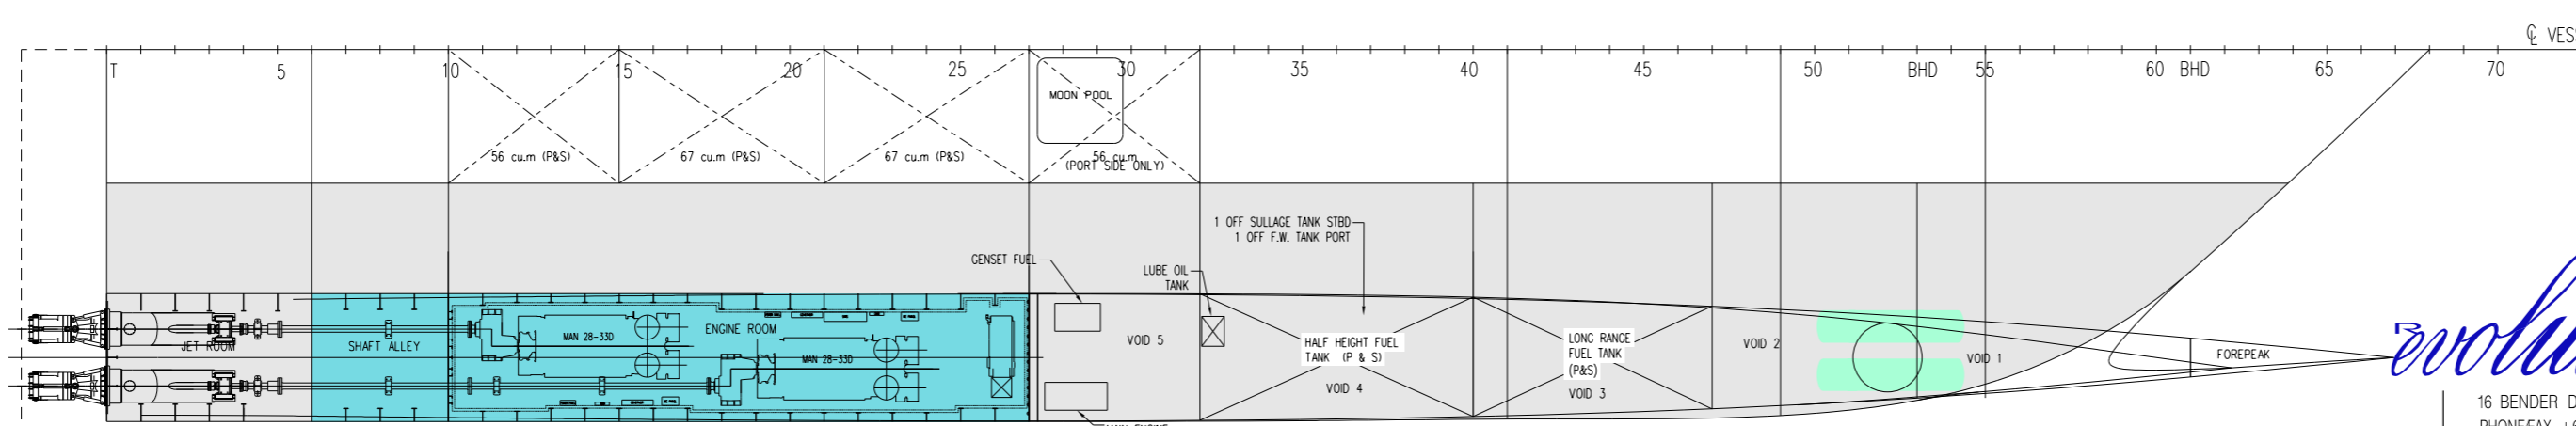 ℄ VES
T 5 10 15 20 25 30 35 40 45 50 BHD 55 60 BHD 65 70
MOON POOL
56 cu.m (P&S)
67 cu.m (P&S)
67 cu.m (P&S)
56 cu.m
(PORT SIDE ONLY)
1 OFF SULLAGE TANK STBD
1 OFF F.W. TANK PORT
GENSET FUEL
LUBE OIL
TANK
JET ROOM
SHAFT ALLEY
MAN 28-33D
ENGINE ROOM
MAN 28-33D
VOID 5
HALF HEIGHT FUEL
TANK (P & S)
VOID 4
LONG RANGE
FUEL TANK
(P&S)
VOID 3
VOID 2
VOID 1
FOREPEAK
evolu
16 BENDER D